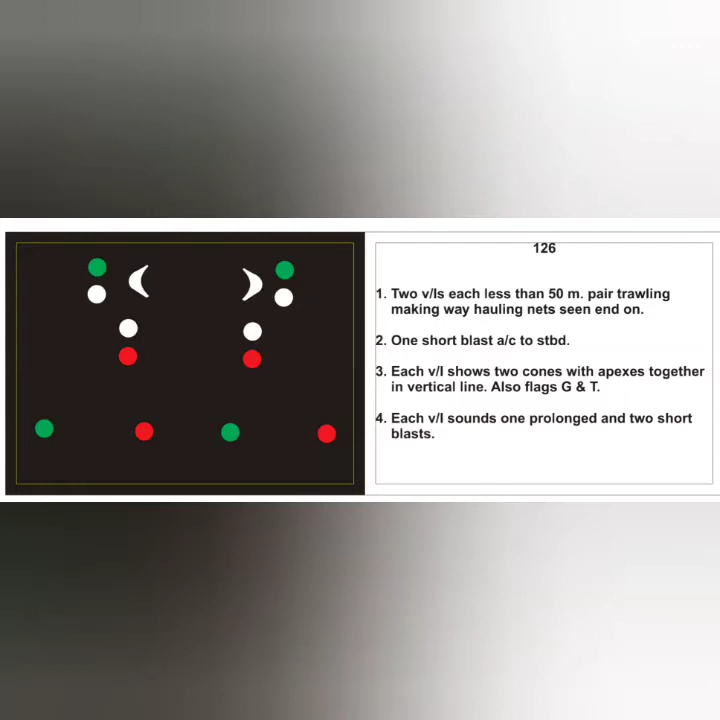 126
1. Two v/ls each less than 50 m. pair trawling
making way hauling nets seen end on.
2. One short blast a/c to stbd.
3. Each v/l shows two cones with apexes together
in vertical line. Also flags G & T.
4. Each v/l sounds one prolonged and two short
blasts.